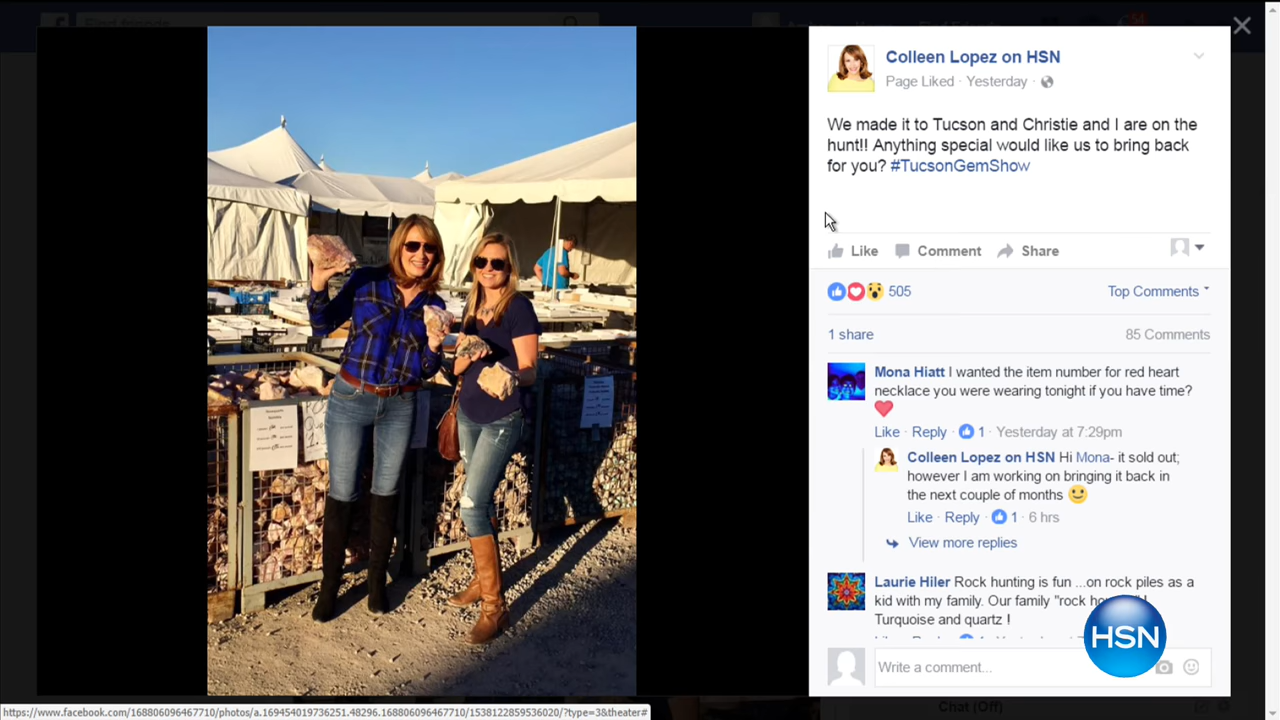 Find friends
54
Colleen Lopez on HSN
Page Liked · Yesterday ·
We made it to Tucson and Christie and I are on the
hunt!! Anything special would like us to bring back
for you? #TucsonGemShow
Like Comment Share
505 Top Comments
1 share 85 Comments
Mona Hiatt I wanted the item number for red heart
necklace you were wearing tonight if you have time?
Like · Reply · 1 · Yesterday at 7:29pm
Colleen Lopez on HSN Hi Mona- it sold out;
however I am working on bringing it back in
the next couple of months
Like · Reply · 1 · 6 hrs
View more replies
Laurie Hiler Rock hunting is fun ...on rock piles as a
kid with my family. Our family "rock
Turquoise and quartz !
HSN
Write a comment...
https://www.facebook.com/168806096467710/photos/a.169454019736251.48296.168806096467710/1538122859536020/?type=3&theater#
Chat (Off)